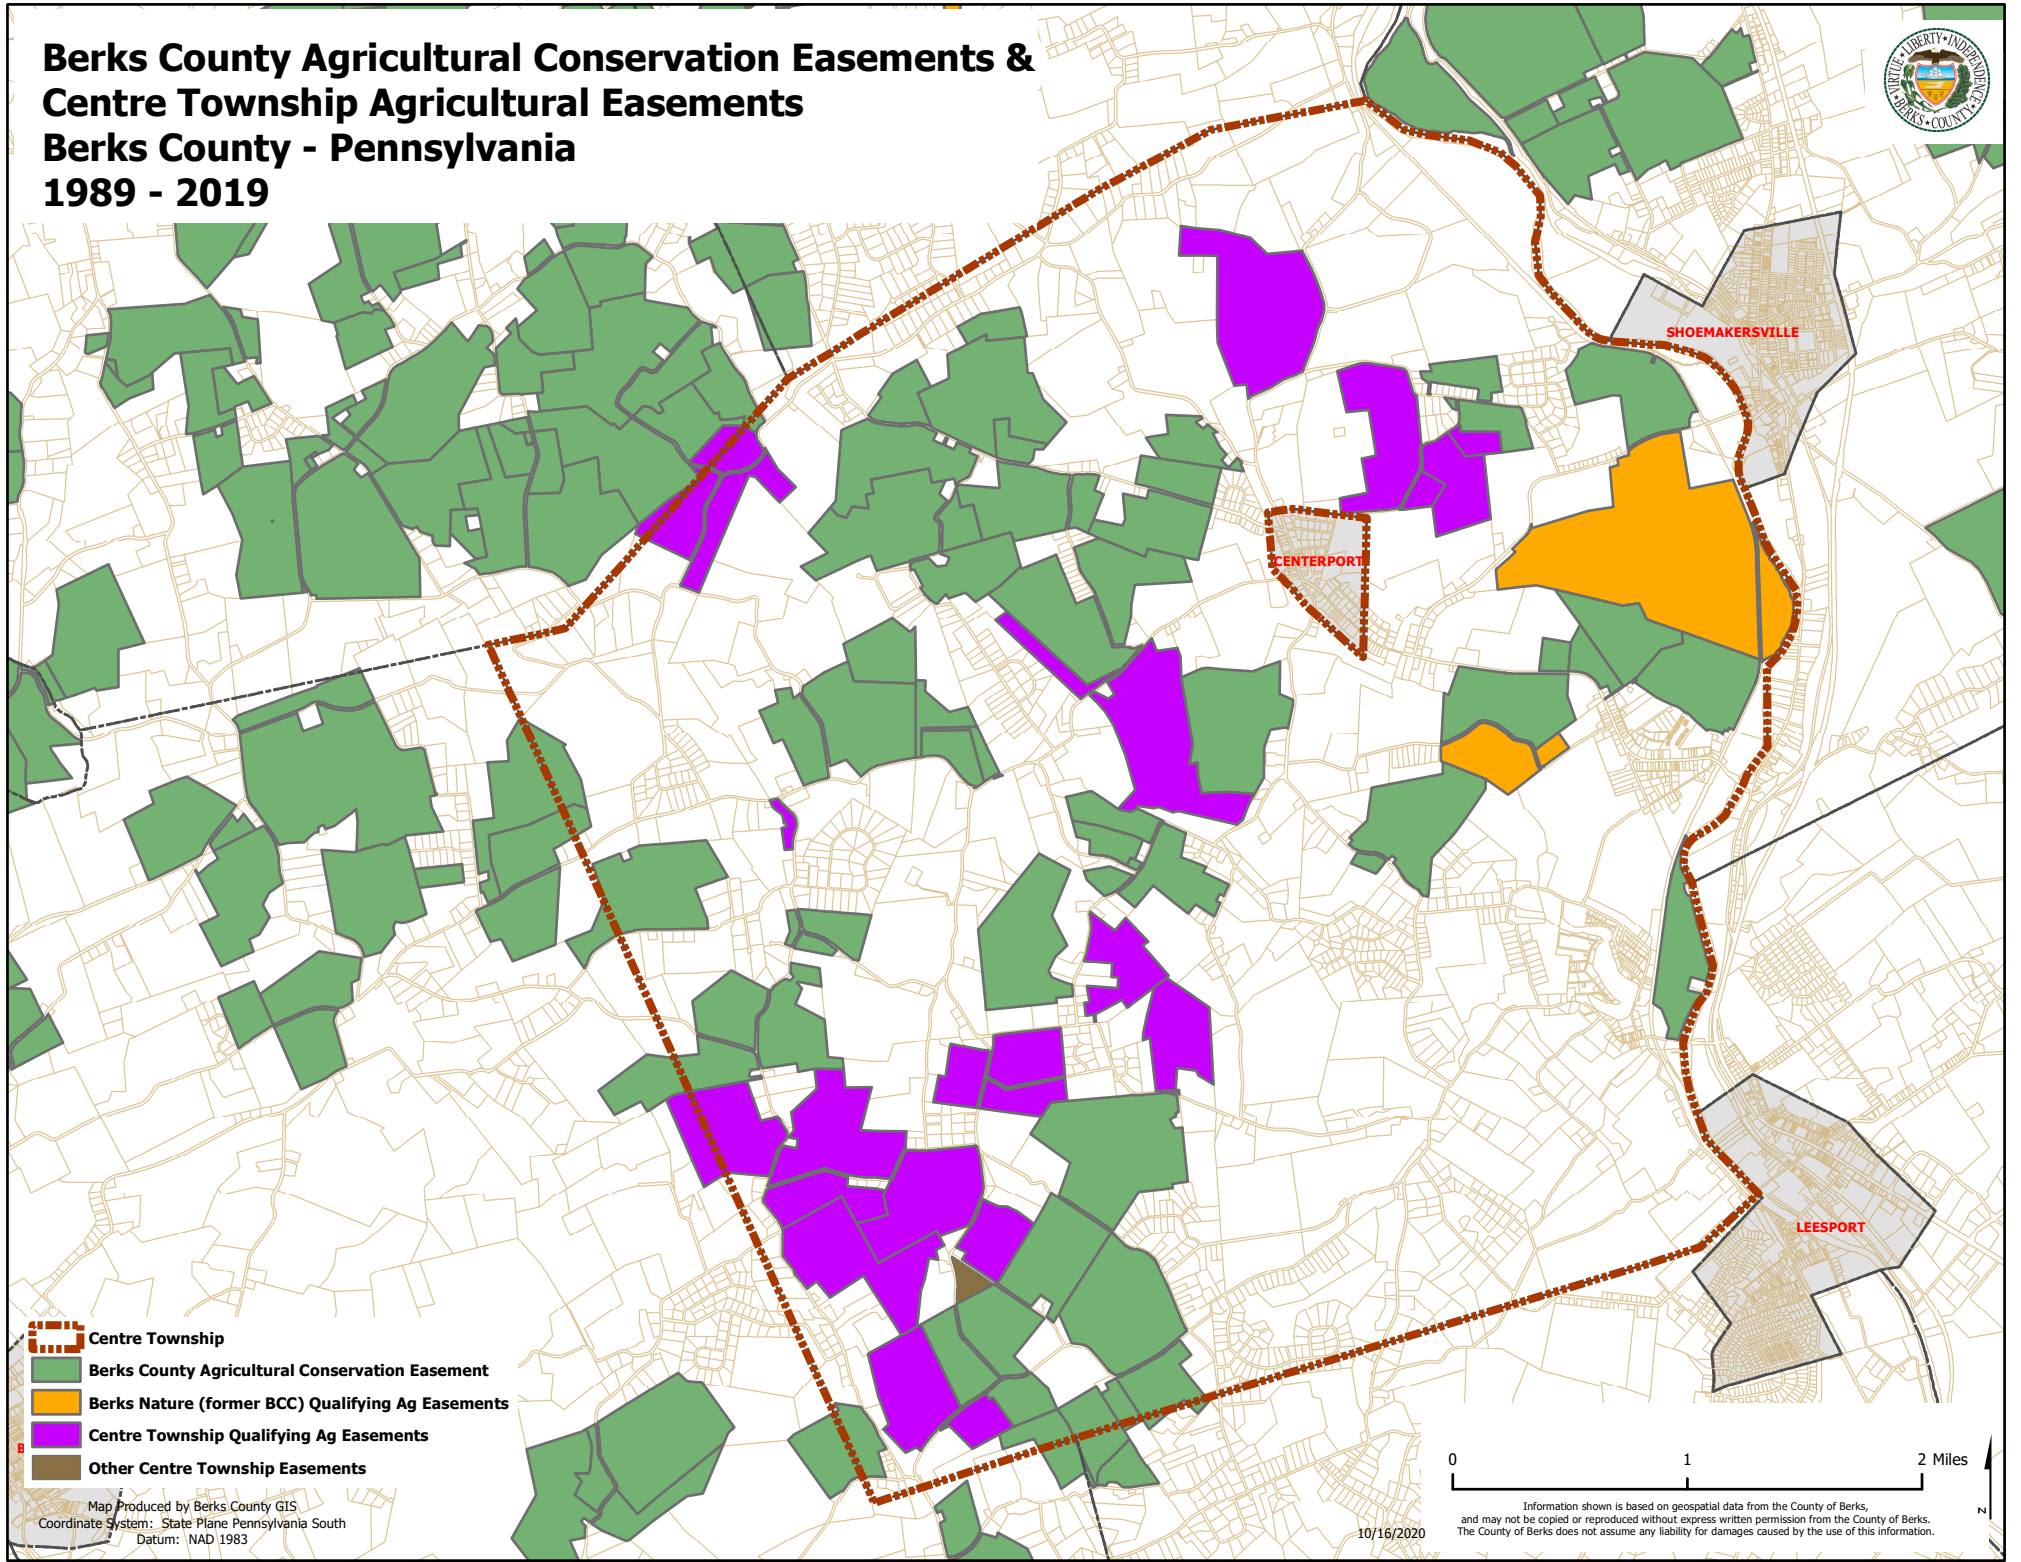 Berks County Agricultural Conservation Easements &
Centre Township Agricultural Easements
Berks County - Pennsylvania
1989 - 2019
VIRTUE ★ LIBERTY ★ INDEPENDENCE
★ BERKS ★ COUNTY ★
SHOEMAKERSVILLE
CENTERPORT
LEESPORT
Centre Township
Berks County Agricultural Conservation Easement
Berks Nature (former BCC) Qualifying Ag Easements
Centre Township Qualifying Ag Easements
B
Other Centre Township Easements
Map Produced by Berks County GIS
Coordinate System: State Plane Pennsylvania South
Datum: NAD 1983
0 1 2 Miles
Z
10/16/2020
Information shown is based on geospatial data from the County of Berks,
and may not be copied or reproduced without express written permission from the County of Berks.
The County of Berks does not assume any liability for damages caused by the use of this information.